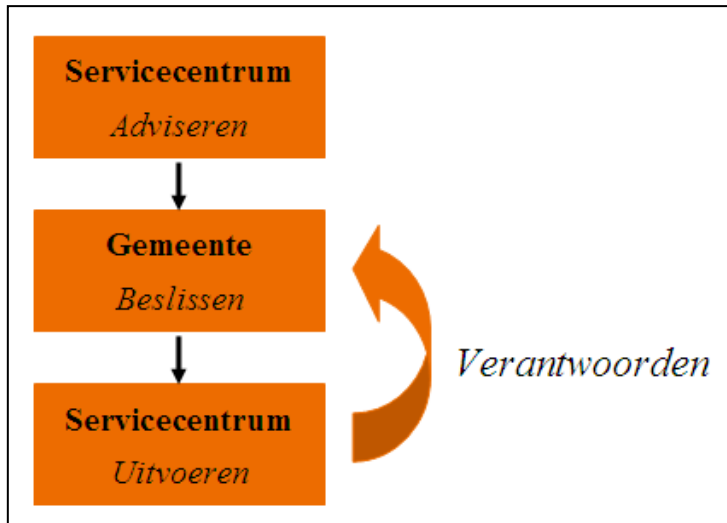 Servicecentrum
Adviseren
Gemeente
Beslissen
Verantwoorden
Servicecentrum
Uitvoeren